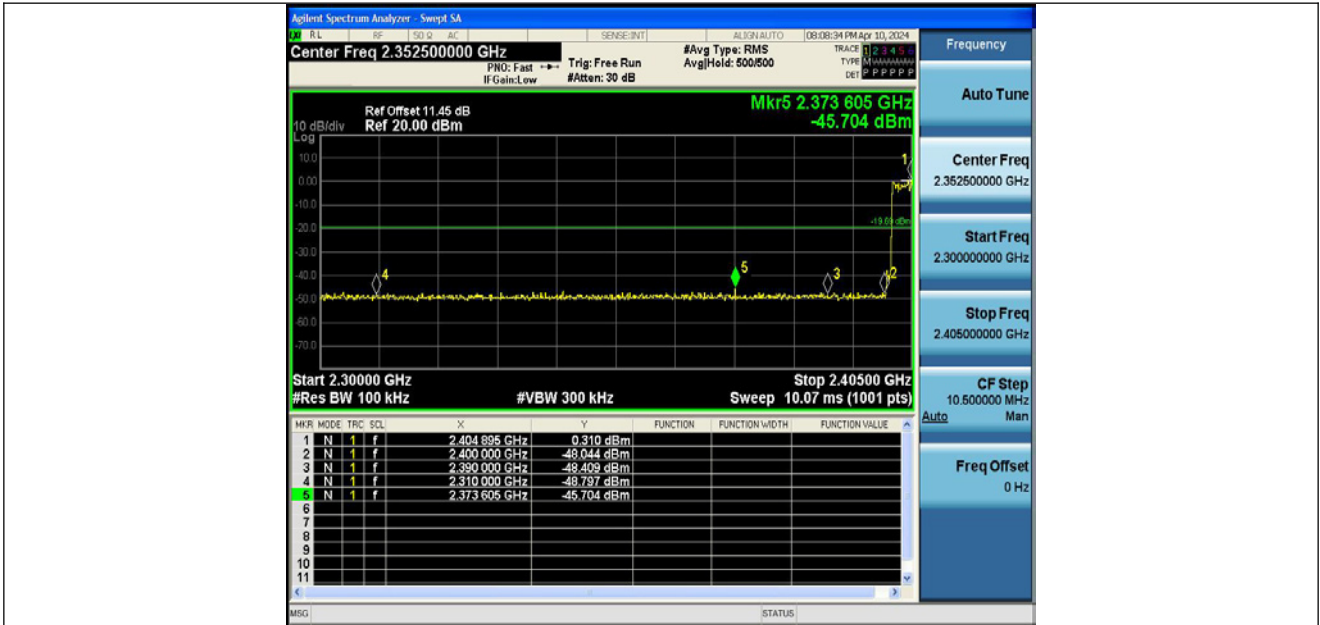 Agilent Spectrum Analyzer - Swept SA
RL RF 50 Ω AC SENSE:INT ALIGN AUTO 08:08:34 PM Apr 10, 2024
Center Freq 2.352500000 GHz
PNO: Fast
IFGain:Low
Trig: Free Run
#Atten: 30 dB
#Avg Type: RMS
Avg|Hold: 500/500
TRACE 1 2 3 4 5 6
TYPE M
DET P P P P P P
Frequency
Auto Tune
Center Freq
2.352500000 GHz
Start Freq
2.300000000 GHz
Stop Freq
2.405000000 GHz
CF Step
10.500000 MHz
Auto Man
Freq Offset
0 Hz
Mkr5 2.373 605 GHz
-45.704 dBm
Ref Offset 11.45 dB
10 dB/div Ref 20.00 dBm
Log
10.0
0.00
-10.0
-20.0
-30.0
-40.0
-50.0
-60.0
-70.0
1
-19.69 dBm
4
5
3
2
Start 2.30000 GHz Stop 2.40500 GHz
#Res BW 100 kHz #VBW 300 kHz Sweep 10.07 ms (1001 pts)
MKR MODE TRC SCL X Y FUNCTION FUNCTION WIDTH FUNCTION VALUE
1 N 1 f 2.404 895 GHz 0.310 dBm
2 N 1 f 2.400 000 GHz -48.044 dBm
3 N 1 f 2.390 000 GHz -48.409 dBm
4 N 1 f 2.310 000 GHz -48.797 dBm
5 N 1 f 2.373 605 GHz -45.704 dBm
6
7
8
9
10
11
MSG STATUS